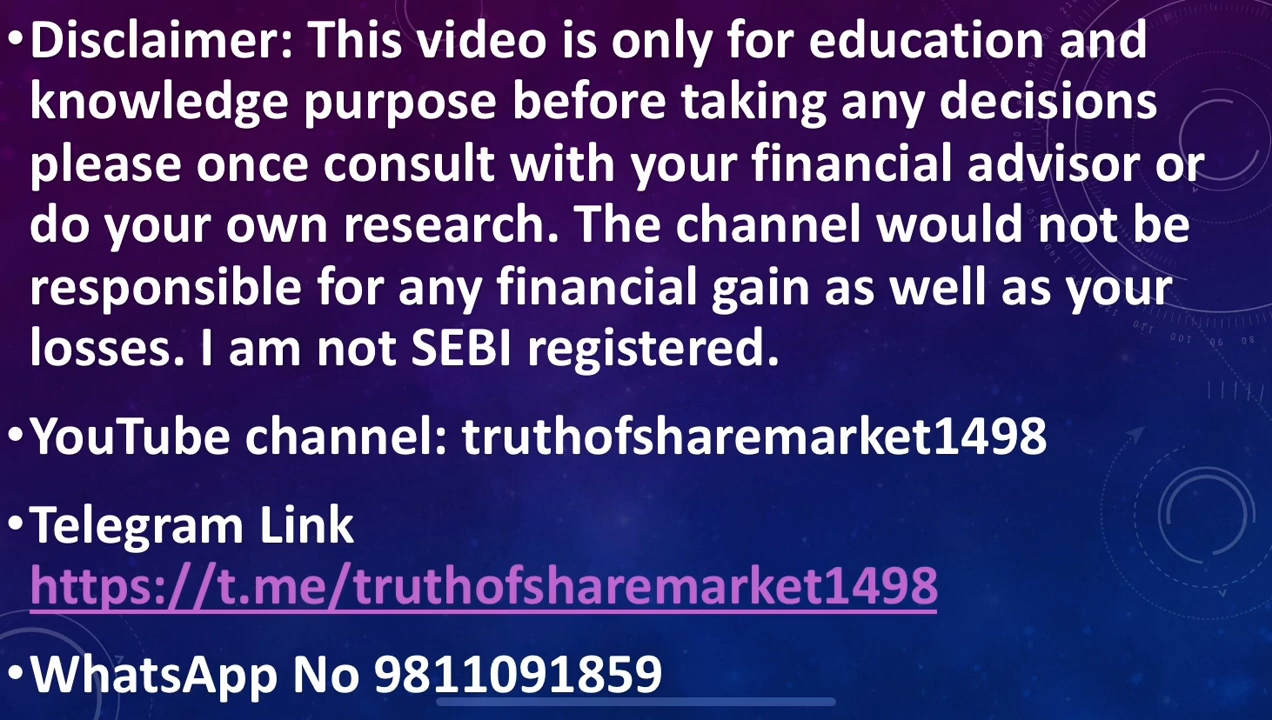 •Disclaimer: This video is only for education and
knowledge purpose before taking any decisions
please once consult with your financial advisor or
do your own research. The channel would not be
responsible for any financial gain as well as your
losses. I am not SEBI registered.
•YouTube channel: truthofsharemarket1498
•Telegram Link
https://t.me/truthofsharemarket1498
•WhatsApp No 9811091859